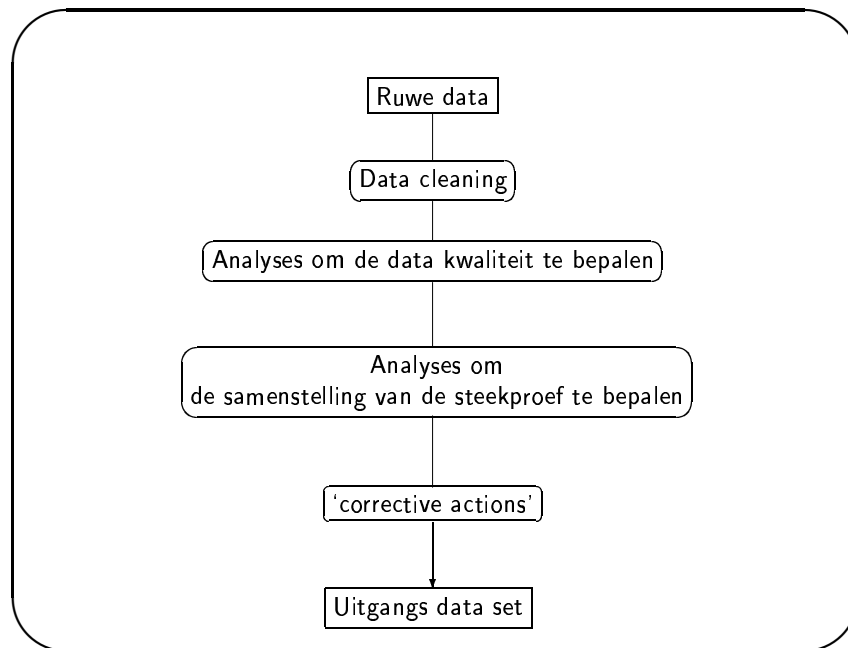 Ruwe data
Data cleaning
Analyses om de data kwaliteit te bepalen
Analyses om
de samenstelling van de steekproef te bepalen
‘corrective actions’
Uitgangs data set